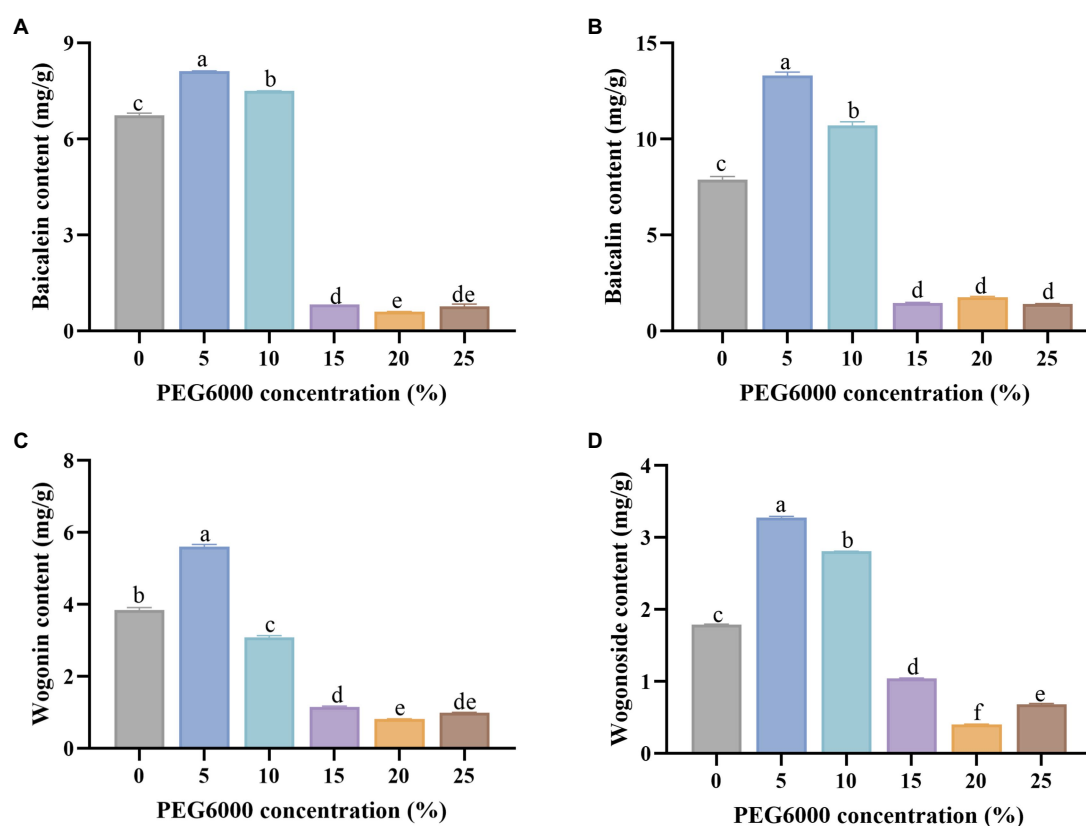 A
Baicalein content (mg/g)
9
6
3
0
c
a
b
d
e
de
0 5 10 15 20 25
PEG6000 concentration (%)
B
Baicalin content (mg/g)
15
10
5
0
c
a
b
d
d
d
0 5 10 15 20 25
PEG6000 concentration (%)
C
Wogonin content (mg/g)
8
6
4
2
0
b
a
c
d
e
de
0 5 10 15 20 25
PEG6000 concentration (%)
D
Wogonoside content (mg/g)
4
3
2
1
0
c
a
b
d
f
e
0 5 10 15 20 25
PEG6000 concentration (%)